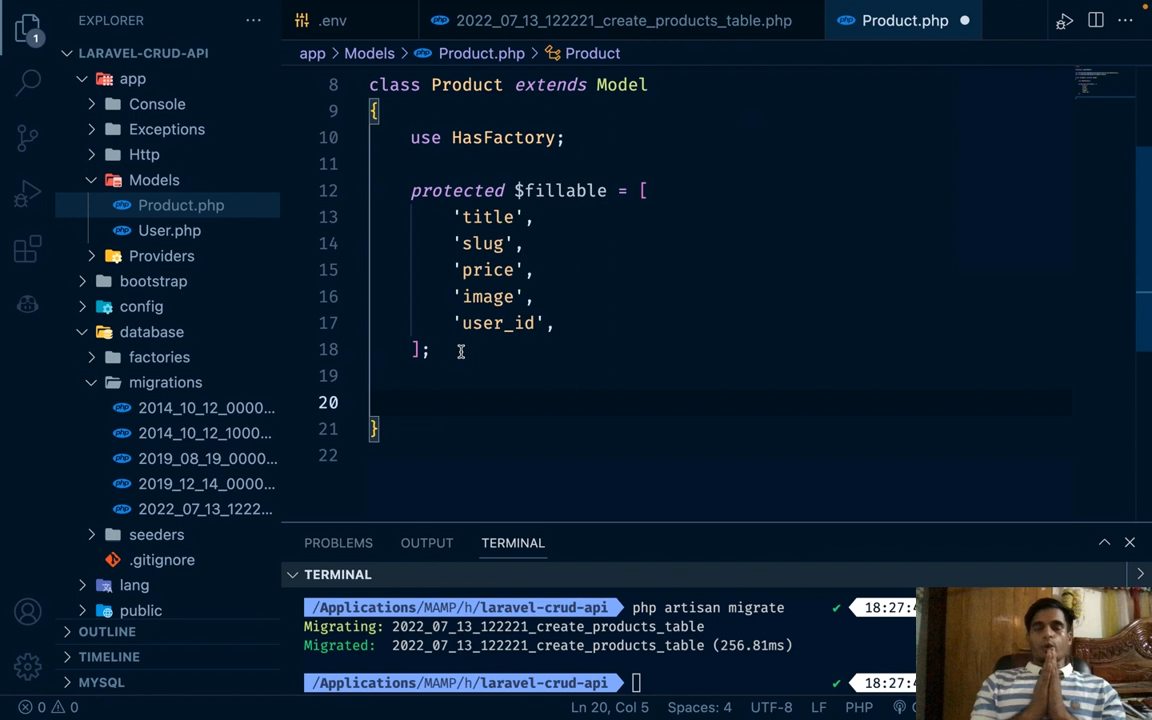 EXPLORER
1
LARAVEL-CRUD-API
app
Console
Exceptions
Http
Models
Product.php
User.php
Providers
bootstrap
config
database
factories
migrations
2014_10_12_0000...
2014_10_12_1000...
2019_08_19_0000...
2019_12_14_0000...
2022_07_13_1222...
seeders
.gitignore
lang
public
OUTLINE
TIMELINE
MYSQL
.env
php 2022_07_13_122221_create_products_table.php
php Product.php
app > Models > php Product.php > Product
8 class Product extends Model
9 {
10 use HasFactory;
11
12 protected $fillable = [
13 'title',
14 'slug',
15 'price',
16 'image',
17 'user_id',
18 ];
19
20
21 }
22
PROBLEMS OUTPUT TERMINAL
TERMINAL
/Applications/MAMP/h/laravel-crud-api php artisan migrate ✔ 18:27:4
Migrating: 2022_07_13_122221_create_products_table
Migrated: 2022_07_13_122221_create_products_table (256.81ms)
/Applications/MAMP/h/laravel-crud-api ✔ 18:27:4
0 0 Ln 20, Col 5 Spaces: 4 UTF-8 LF PHP